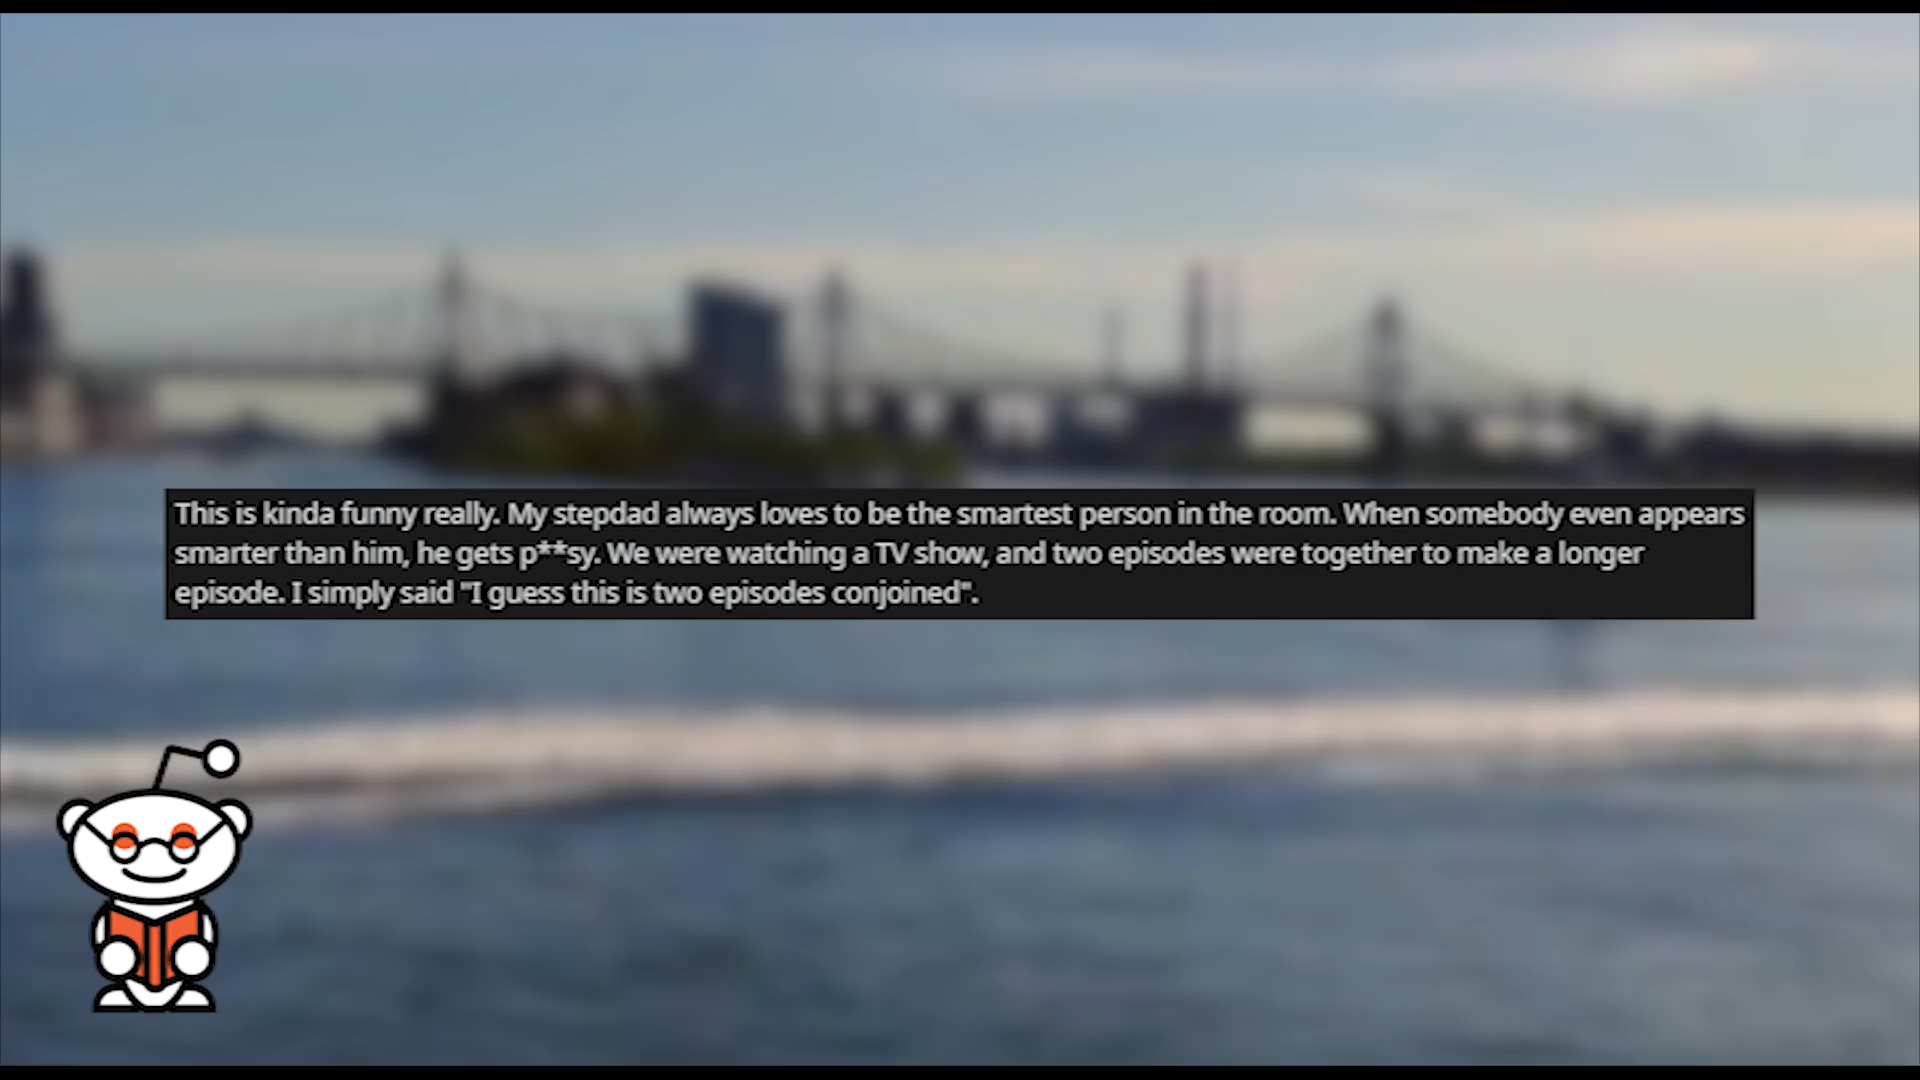 This is kinda funny really. My stepdad always loves to be the smartest person in the room. When somebody even appears
smarter than him, he gets p**sy. We were watching a TV show, and two episodes were together to make a longer
episode. I simply said "I guess this is two episodes conjoined".